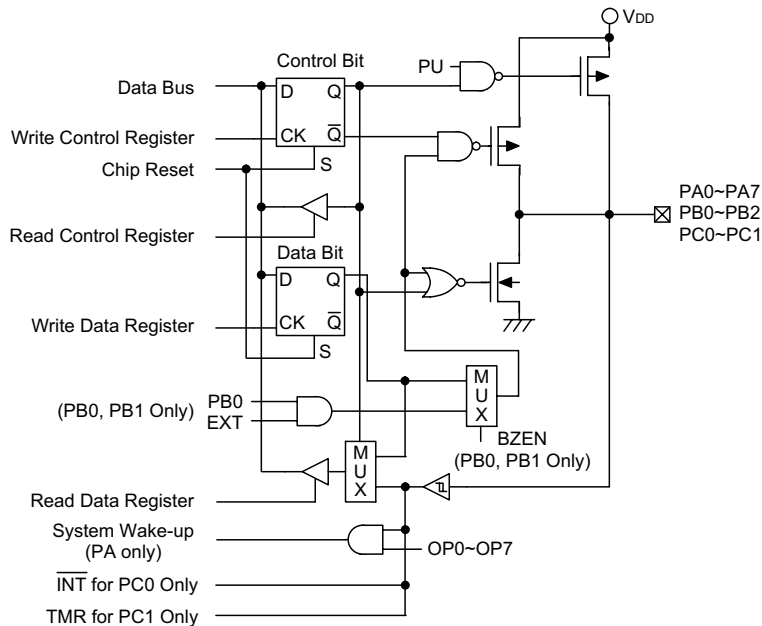 VDD
Control Bit
PU
Data Bus
D Q
Write Control Register
CK Q̅
Chip Reset
S
PA0~PA7
PB0~PB2
PC0~PC1
Read Control Register
Data Bit
D Q
Write Data Register
CK Q̅
S
M
U
X
PB0
(PB0, PB1 Only)
EXT
BZEN
(PB0, PB1 Only)
M
U
X
Read Data Register
System Wake-up
(PA only)
OP0~OP7
I̅N̅T̅ for PC0 Only
TMR for PC1 Only